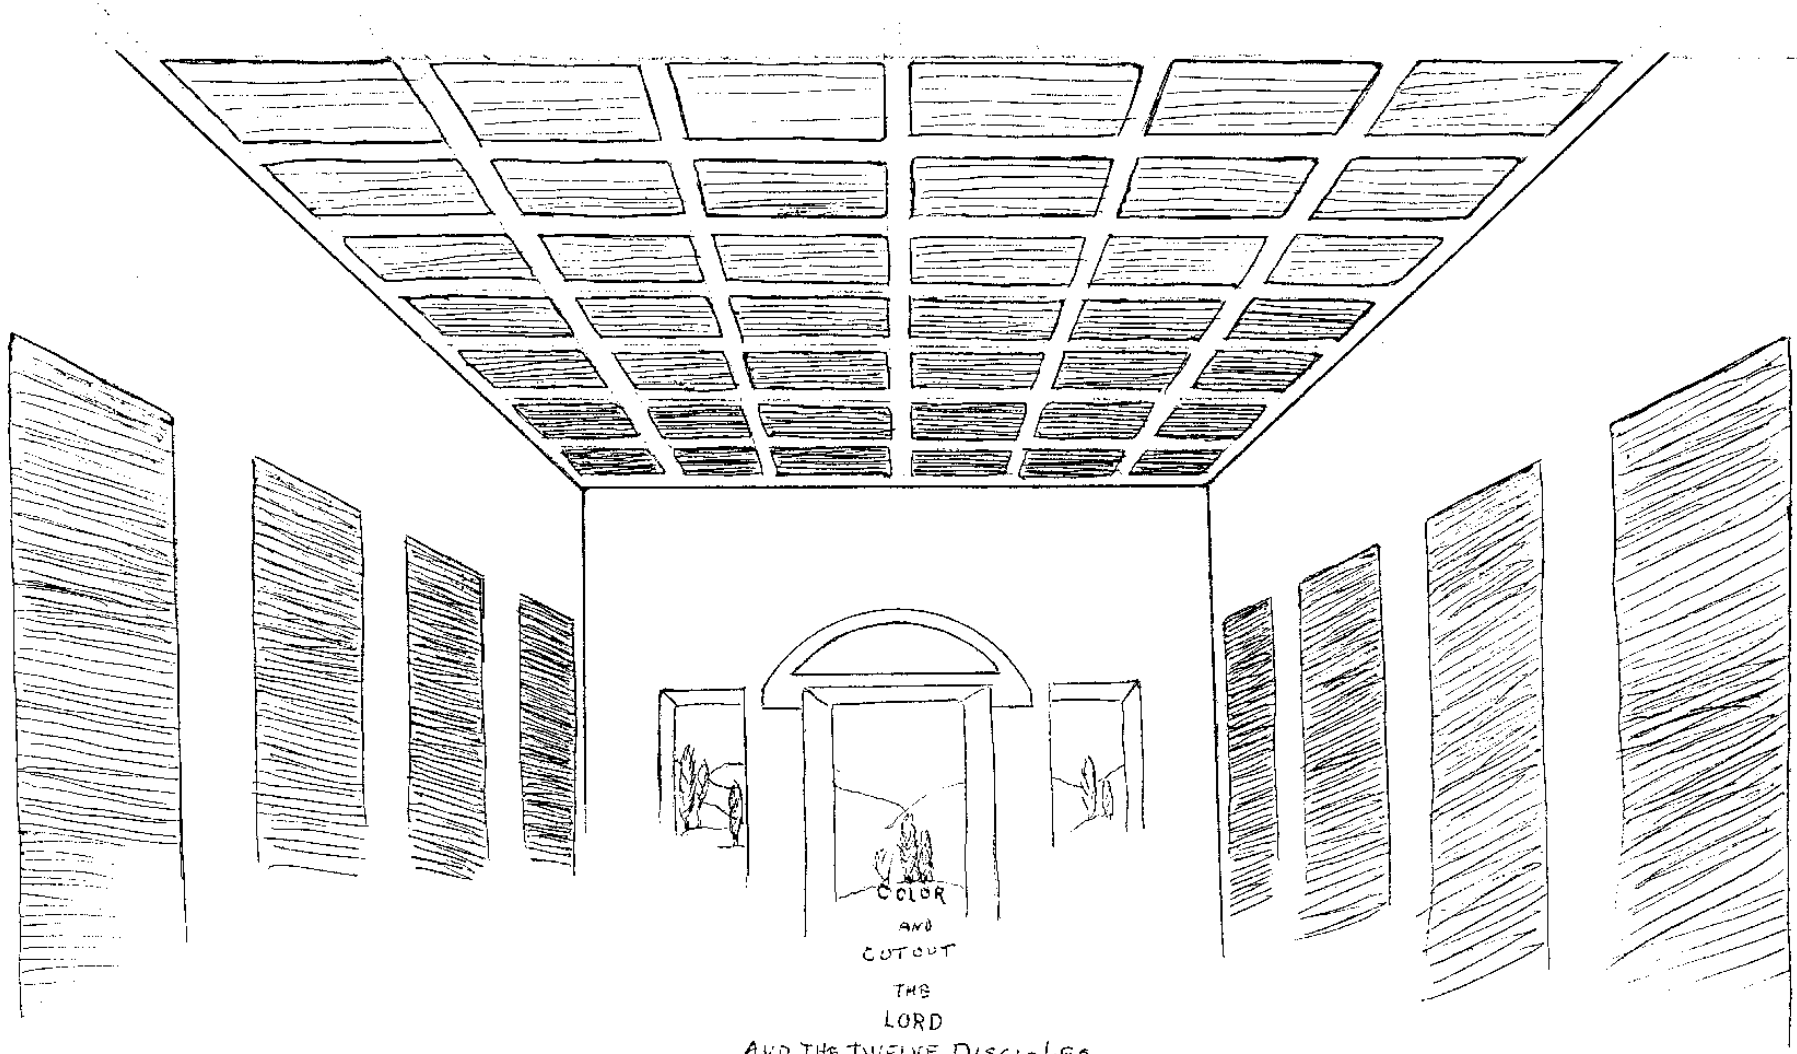 COLOR
AND
CUTOUT
THE
LORD
AND THE TWELVE DISCIPLES